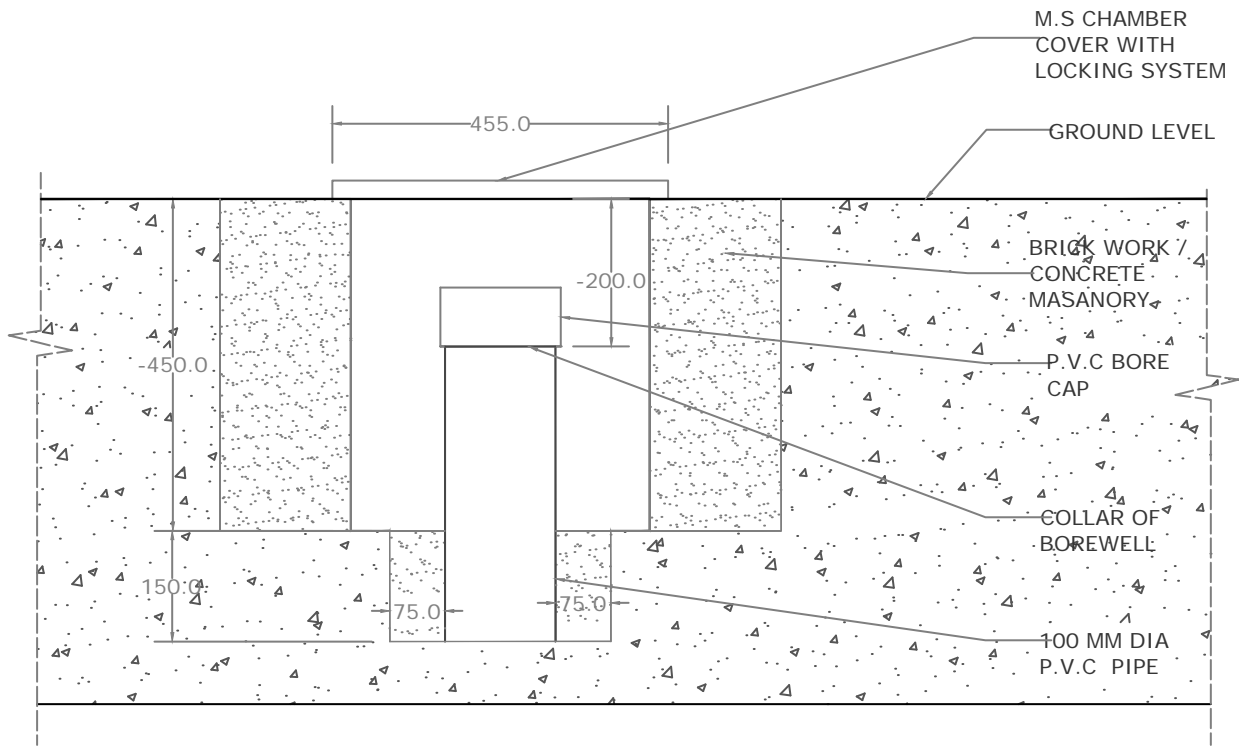 M.S CHAMBER
COVER WITH
LOCKING SYSTEM
455.0
GROUND LEVEL
BRICK WORK /
CONCRETE
MASANORY
-200.0
-450.0
P.V.C BORE
CAP
COLLAR OF
BOREWELL
150.0
75.0
75.0
100 MM DIA
P.V.C PIPE